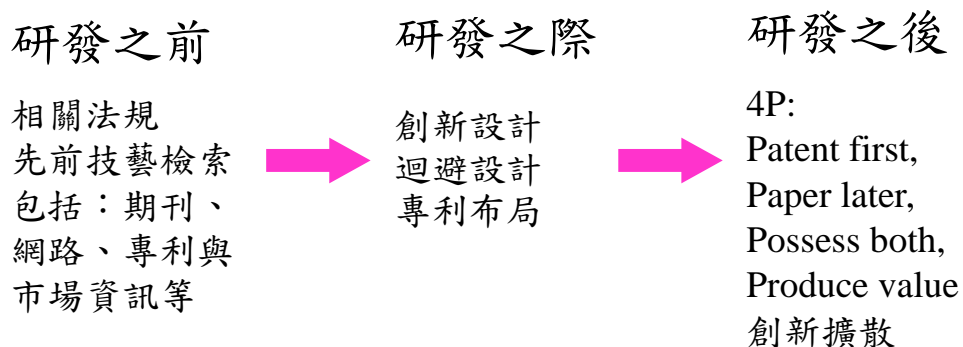 研發之前
相關法規
先前技藝檢索
包括：期刊、
網路、專利與
市場資訊等
研發之際
創新設計
迴避設計
專利布局
研發之後
4P:
Patent first,
Paper later,
Possess both,
Produce value
創新擴散